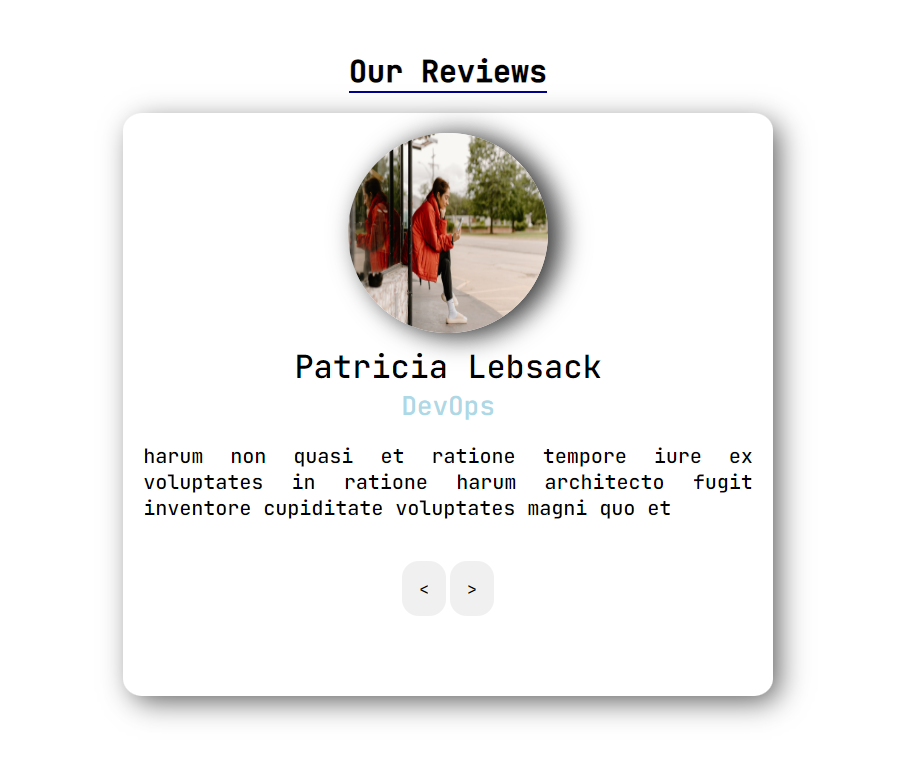 Our Reviews
Patricia Lebsack
DevOps
harum non quasi et ratione tempore iure ex
voluptates in ratione harum architecto fugit
inventore cupiditate voluptates magni quo et
< >